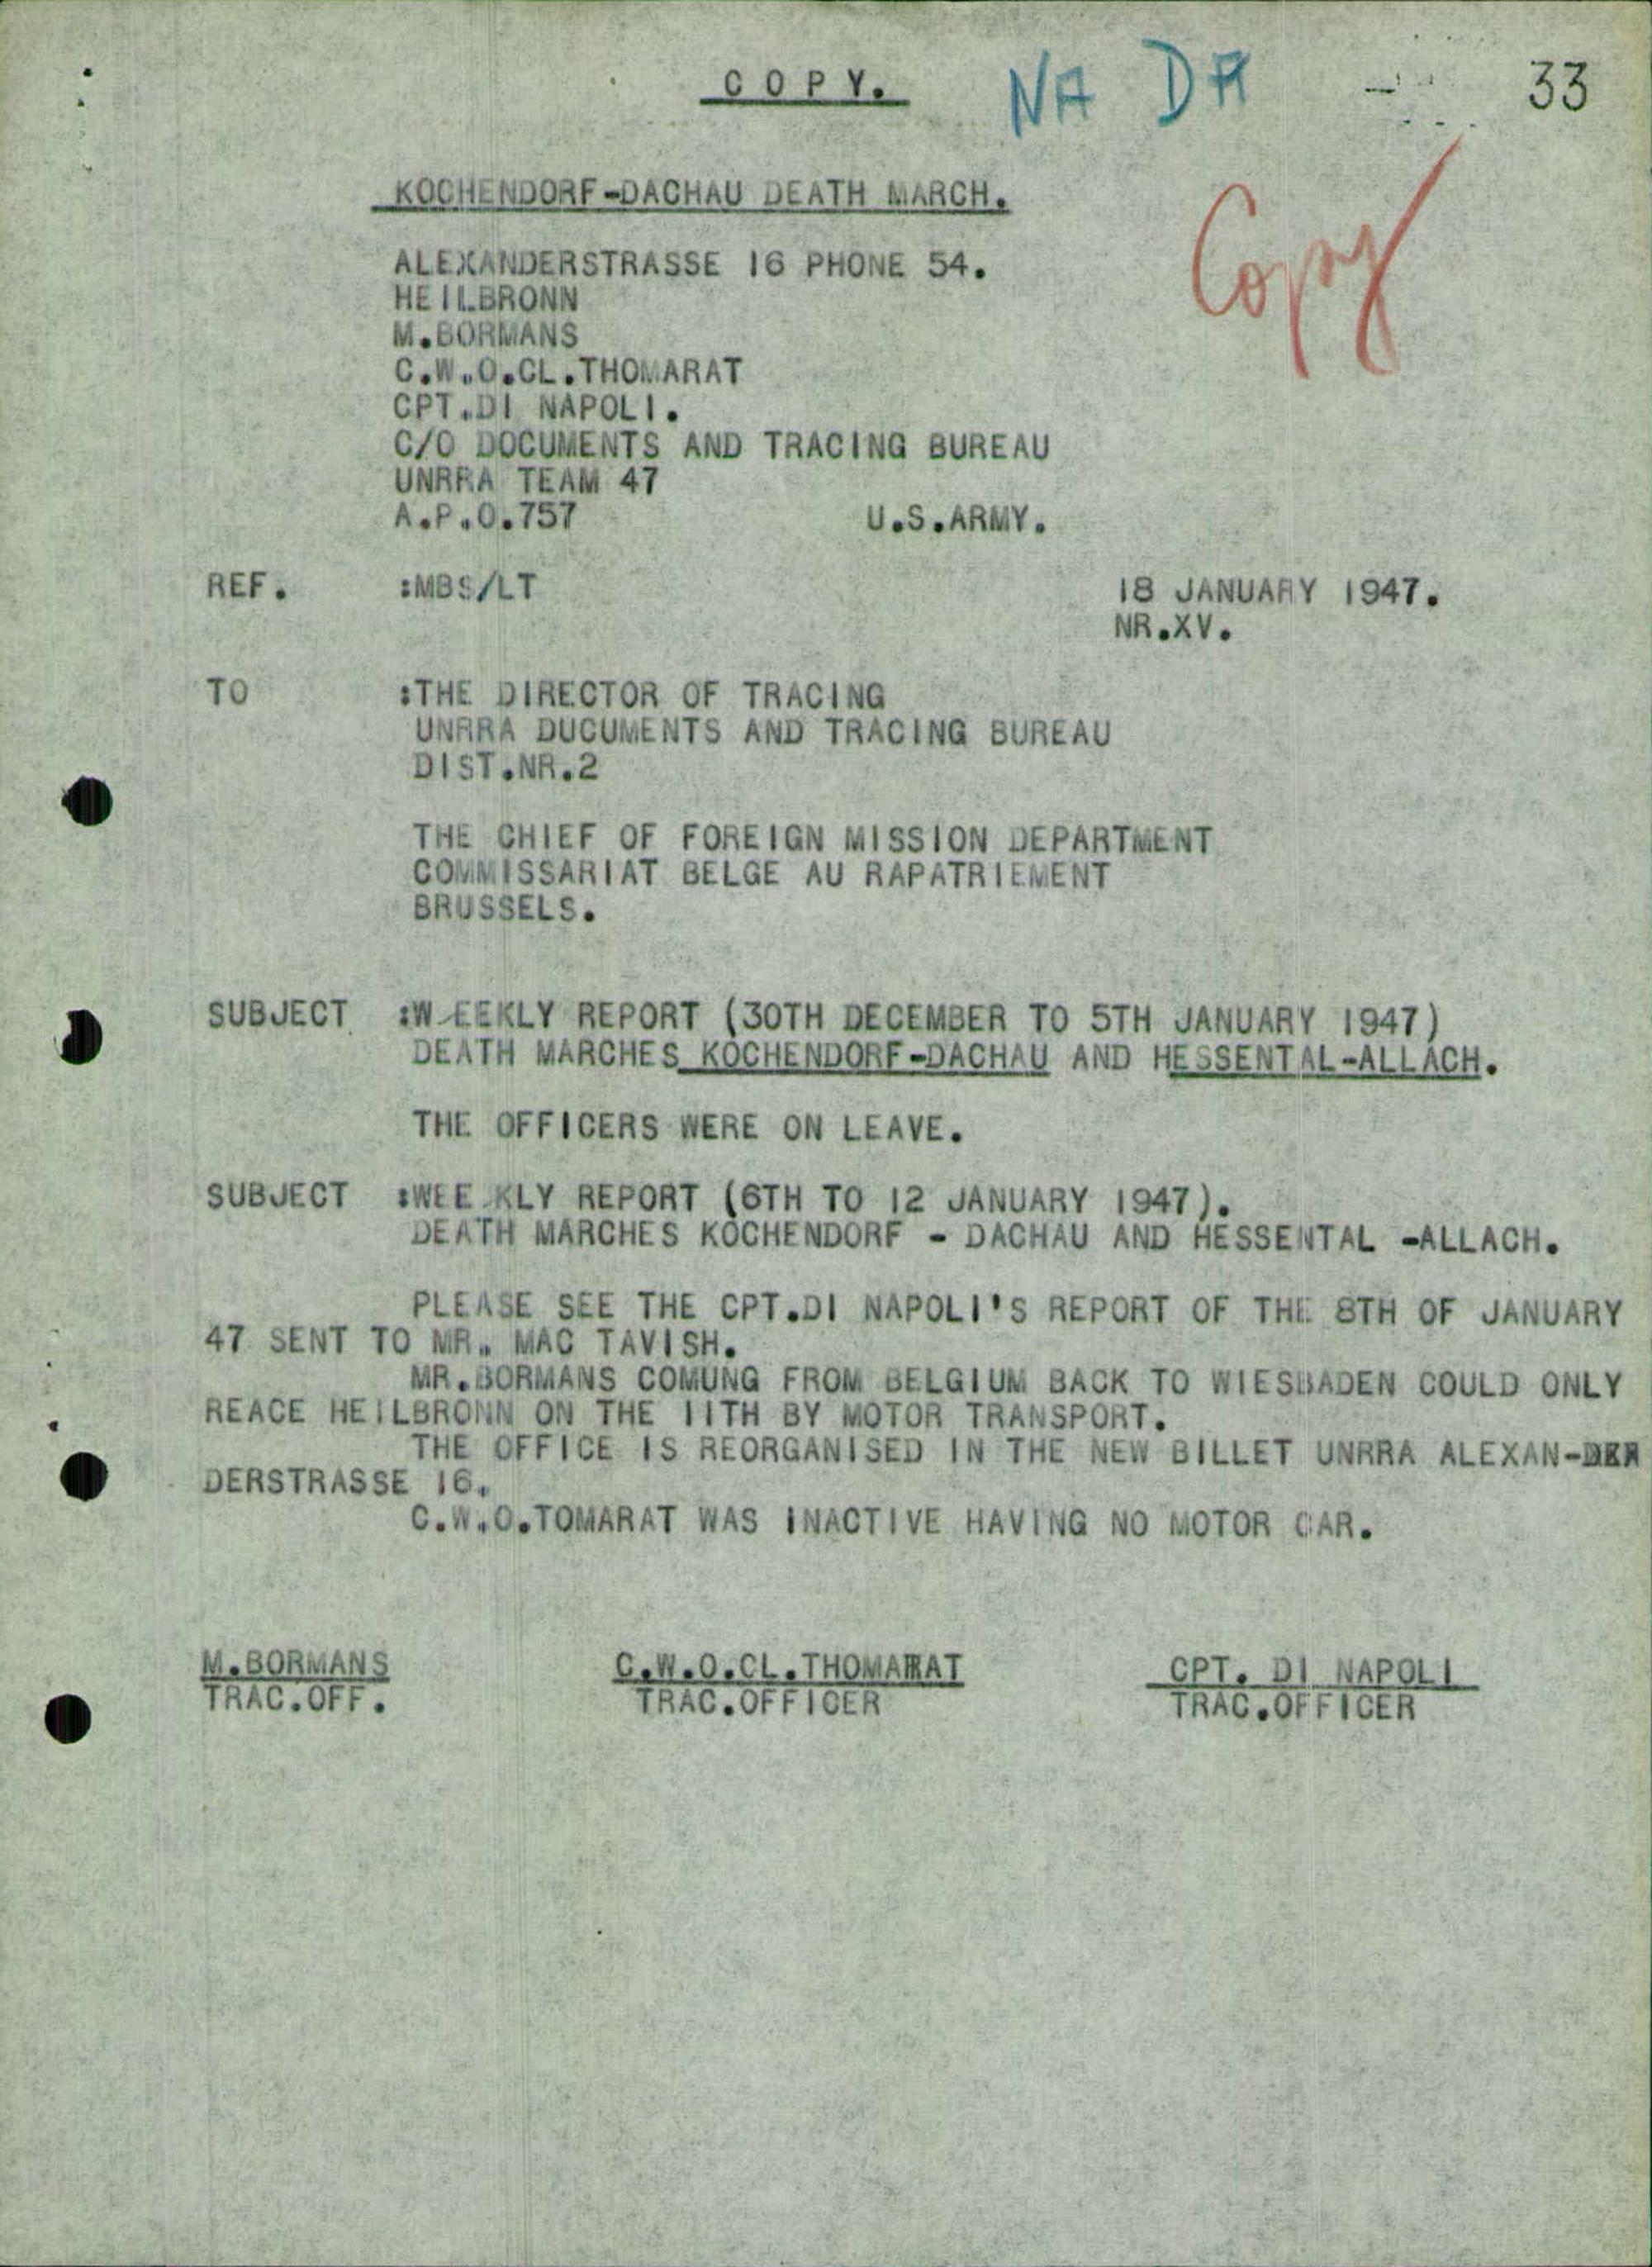 COPY. NA DA 33
KOCHENDORF-DACHAU DEATH MARCH.
Copy
ALEXANDERSTRASSE 16 PHONE 54.
HEILBRONN
M.BORMANS
C.W.O.CL.THOMARAT
CPT.DI NAPOLI.
C/O DOCUMENTS AND TRACING BUREAU
UNRRA TEAM 47
A.P.O.757 U.S.ARMY.
REF. :MBS/LT 18 JANUARY 1947.
NR.XV.
TO :THE DIRECTOR OF TRACING
UNRRA DUCUMENTS AND TRACING BUREAU
DIST.NR.2
THE CHIEF OF FOREIGN MISSION DEPARTMENT
COMMISSARIAT BELGE AU RAPATRIEMENT
BRUSSELS.
SUBJECT :W EEKLY REPORT (30TH DECEMBER TO 5TH JANUARY 1947)
DEATH MARCHES KOCHENDORF-DACHAU AND HESSENTAL-ALLACH.
THE OFFICERS WERE ON LEAVE.
SUBJECT :WEE KLY REPORT (6TH TO 12 JANUARY 1947).
DEATH MARCHES KOCHENDORF - DACHAU AND HESSENTAL -ALLACH.
PLEASE SEE THE CPT.DI NAPOLI'S REPORT OF THE 8TH OF JANUARY
47 SENT TO MR. MAC TAVISH.
MR.BORMANS COMUNG FROM BELGIUM BACK TO WIESBADEN COULD ONLY
REACE HEILBRONN ON THE 11TH BY MOTOR TRANSPORT.
THE OFFICE IS REORGANISED IN THE NEW BILLET UNRRA ALEXAN-
DERSTRASSE 16.
C.W.O.TOMARAT WAS INACTIVE HAVING NO MOTOR CAR.
M.BORMANS C.W.O.CL.THOMARAT CPT. DI NAPOLI
TRAC.OFF. TRAC.OFFICER TRAC.OFFICER